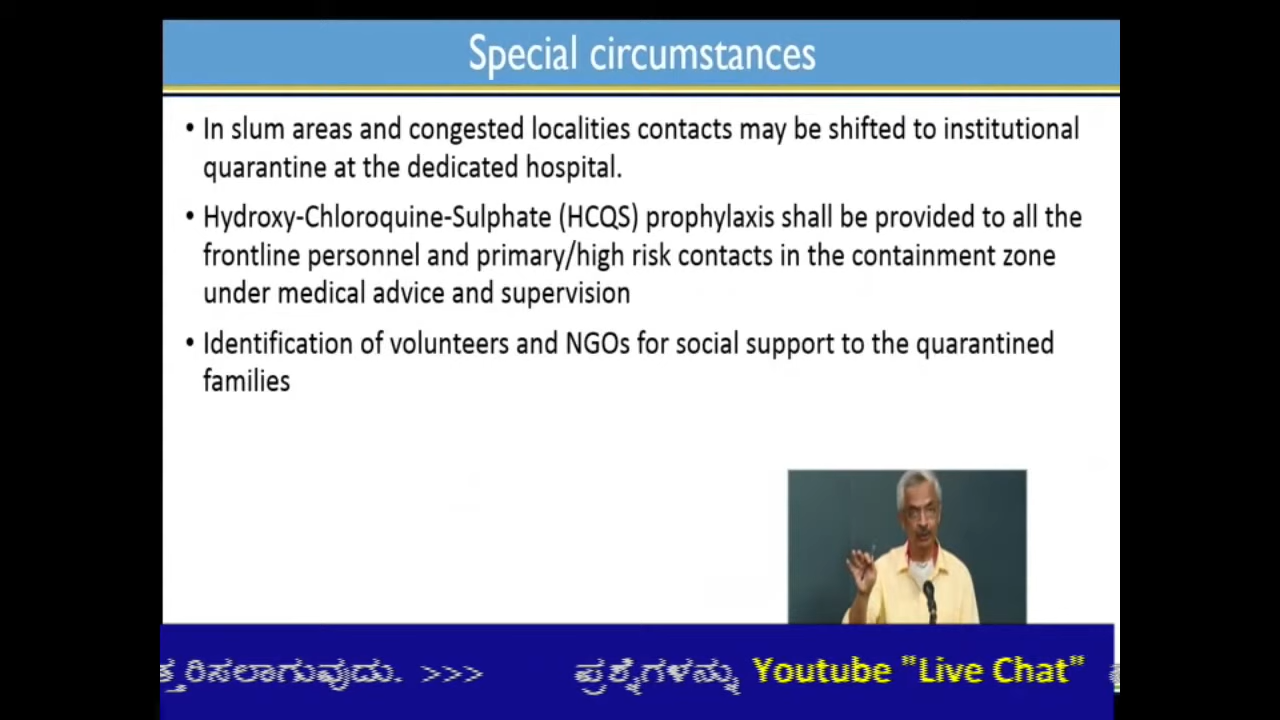 Special circumstances
• In slum areas and congested localities contacts may be shifted to institutional
quarantine at the dedicated hospital.
• Hydroxy-Chloroquine-Sulphate (HCQS) prophylaxis shall be provided to all the
frontline personnel and primary/high risk contacts in the containment zone
under medical advice and supervision
• Identification of volunteers and NGOs for social support to the quarantined
families
>>> ಪ್ರಶ್ನೆಗಳನ್ನು Youtube "Live Chat"